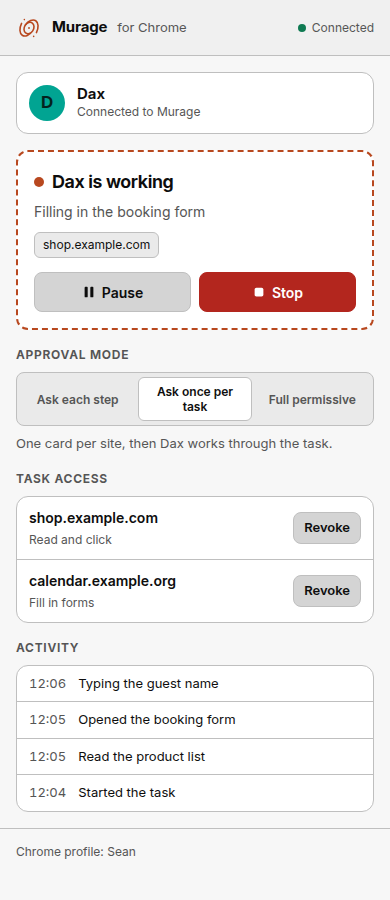 Murage for Chrome
Connected
D
Dax
Connected to Murage
Dax is working
Filling in the booking form
shop.example.com
Pause
Stop
APPROVAL MODE
Ask each step
Ask once per
task
Full permissive
One card per site, then Dax works through the task.
TASK ACCESS
shop.example.com
Read and click
Revoke
calendar.example.org
Fill in forms
Revoke
ACTIVITY
12:06 Typing the guest name
12:05 Opened the booking form
12:05 Read the product list
12:04 Started the task
Chrome profile: Sean